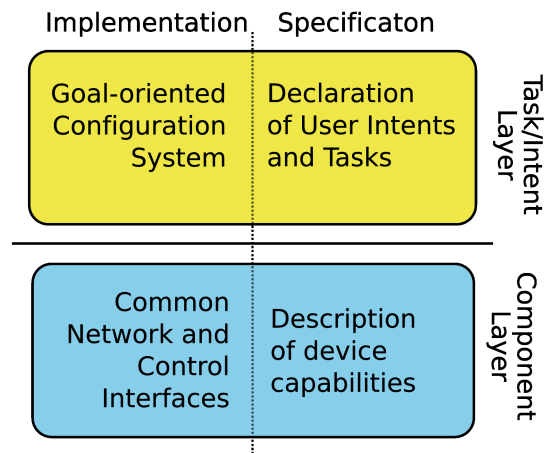 Implementation
Specificaton
Goal-oriented
Configuration
System
Declaration
of User Intents
and Tasks
Task/Intent
Layer
Common
Network and
Control
Interfaces
Description
of device
capabilities
Component
Layer